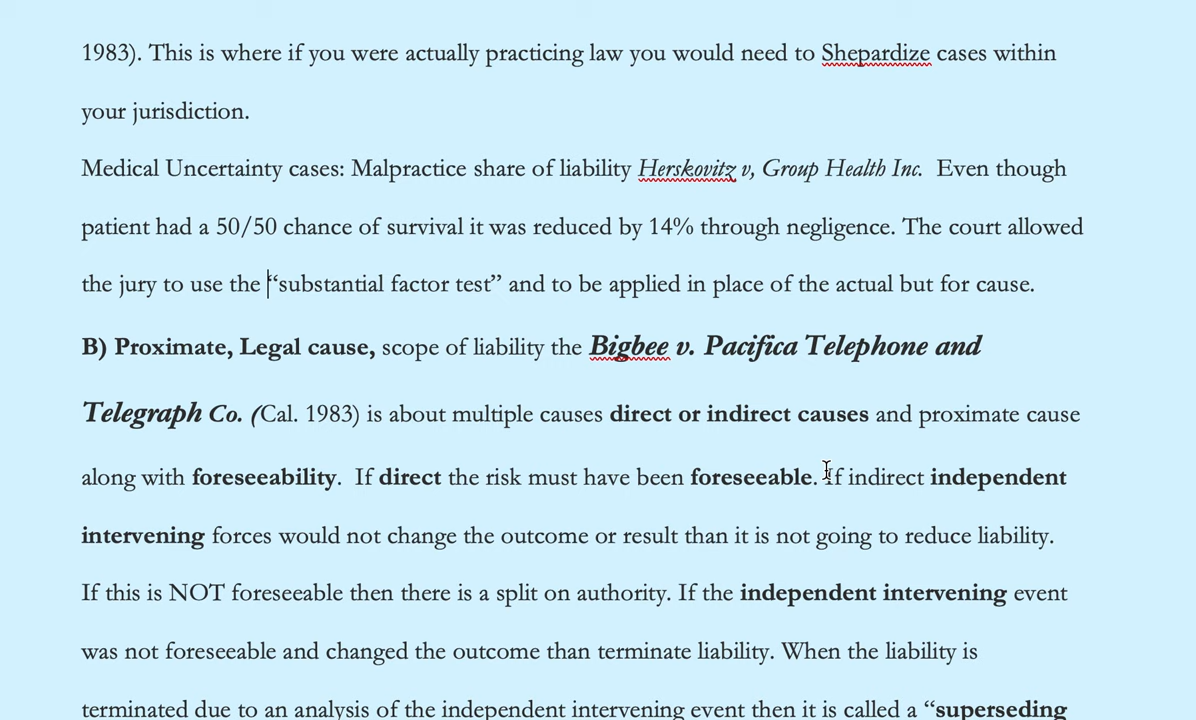 1983). This is where if you were actually practicing law you would need to Shepardize cases within
your jurisdiction.
Medical Uncertainty cases: Malpractice share of liability Herskovitz v, Group Health Inc.  Even though
patient had a 50/50 chance of survival it was reduced by 14% through negligence. The court allowed
the jury to use the “substantial factor test” and to be applied in place of the actual but for cause.
B) Proximate, Legal cause, scope of liability the Bigbee v. Pacifica Telephone and
Telegraph Co. (Cal. 1983) is about multiple causes direct or indirect causes and proximate cause
along with foreseeability.  If direct the risk must have been foreseeable. If indirect independent
intervening forces would not change the outcome or result than it is not going to reduce liability.
If this is NOT foreseeable then there is a split on authority. If the independent intervening event
was not foreseeable and changed the outcome than terminate liability. When the liability is
terminated due to an analysis of the independent intervening event then it is called a “superseding